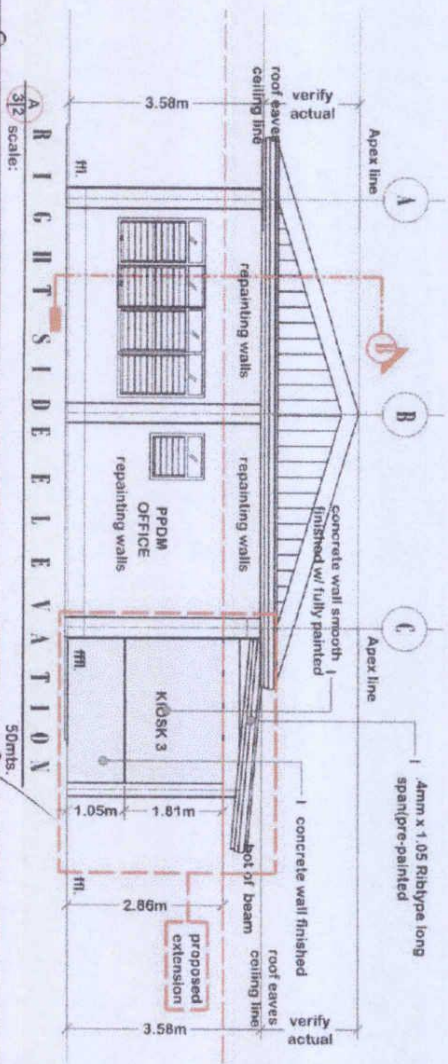 Apex line
A
B
C
Apex line
.4mm x 1.05 Ribtype long
span(pre-painted
verify
actual
roof eaves
ceiling line
3.58m
B
concrete wall smooth
finished w/ fully painted
concrete wall finished
verify
actual
roof eaves
ceiling line
bot of beam
repainting walls
repainting walls
PPDM
OFFICE
repainting walls
KIOSK 3
1.05m
1.81m
2.86m
3.58m
proposed
extension
ffl.
fffl.
ffl.
A
3|2
scale:
RIGHT SIDE ELEVATION
50mts.